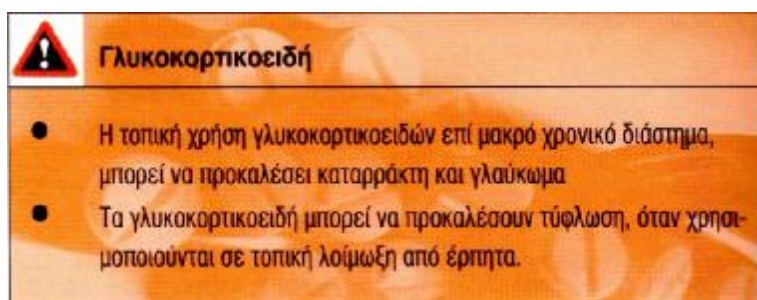 Γλυκοκορτικοειδή
Η τοπική χρήση γλυκοκορτικοειδών επί μακρό χρονικό διάστημα,
μπορεί να προκαλέσει καταρράκτη και γλαύκωμα
Τα γλυκοκορτικοειδή μπορεί να προκαλέσουν τύφλωση, όταν χρησι-
μοποιούνται σε τοπική λοίμωξη από έρπητα.